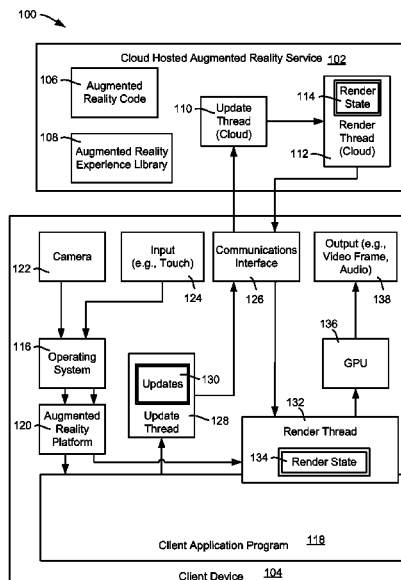 100
Cloud Hosted Augmented Reality Service 102
106
Augmented
Reality Code
108
Augmented Reality
Experience Library
110
Update
Thread
(Cloud)
114
Render
State
Render
Thread
(Cloud)
112
Camera
122
Input
(e.g., Touch)
124
Communications
Interface
126
Output (e.g.,
Video Frame,
Audio)
138
116
Operating
System
120
Augmented
Reality
Platform
Updates
130
Update
Thread
128
136
GPU
132
Render Thread
134
Render State
Client Application Program 118
Client Device 104